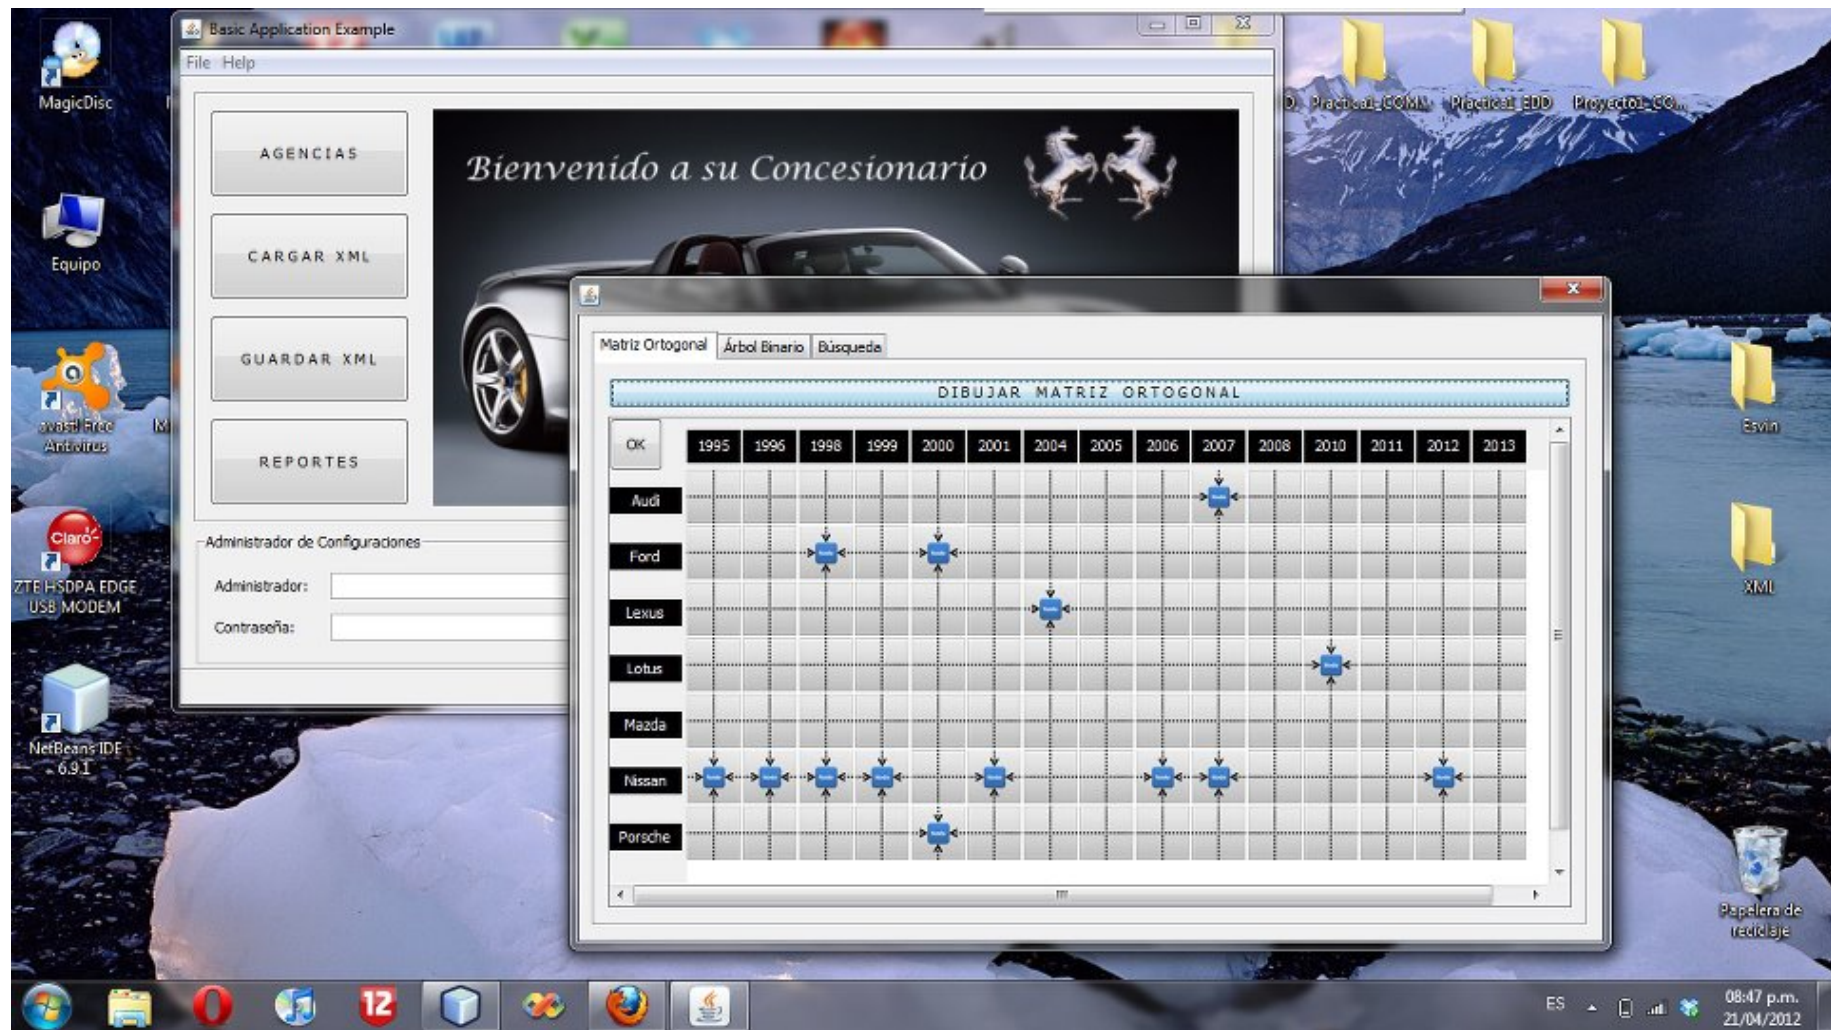 MagicDisc
Equipo
avast! Free
Antivirus
Claro
ZTE HSDPA EDGE
USB MODEM
NetBeans IDE
6.9.1
Basic Application Example
File Help
AGENCIAS
CARGAR XML
GUARDAR XML
REPORTES
Bienvenido a su Concesionario
Administrador de Configuraciones
Administrador:
Contraseña:
Matriz Ortogonal Árbol Binario Búsqueda
DIBUJAR MATRIZ ORTOGONAL
OK 1995 1996 1998 1999 2000 2001 2004 2005 2006 2007 2008 2010 2011 2012 2013
Audi
Ford
Lexus
Lotus
Mazda
Nissan
Porsche
Practica1_COM... Practica1_EDD Proyecto1_CO...
Esvin
XML
Papelera de
reciclaje
12
ES
08:47 p.m.
21/04/2012